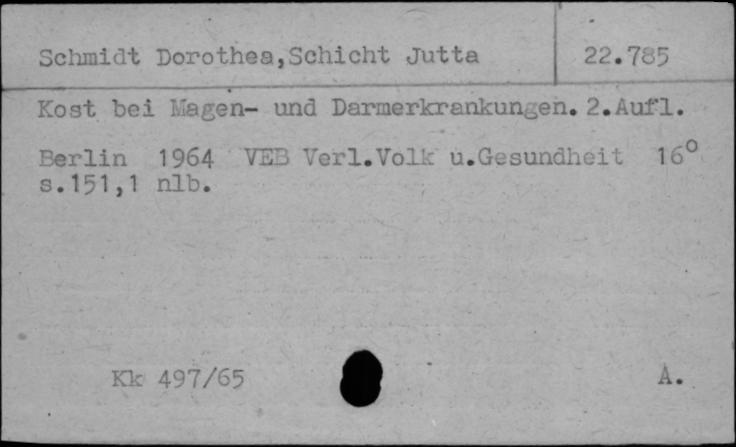 Schmidt Dorothea,Schicht Jutta 22.785
Kost bei Magen- und Darmerkrankungen. 2.Aufl.
Berlin 1964 VEB Verl.Volk u.Gesundheit 16°
s.151,1 nlb.
Kk 497/65 A.